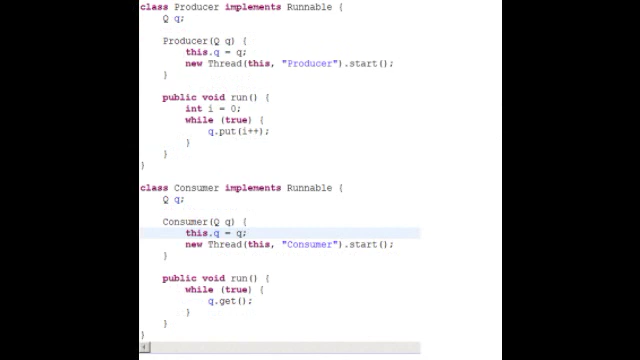 class Producer implements Runnable {
Q q;
Producer(Q q) {
this.q = q;
new Thread(this, "Producer").start();
}
public void run() {
int i = 0;
while (true) {
q.put(i++);
}
}
}
class Consumer implements Runnable {
Q q;
Consumer(Q q) {
this.q = q;
new Thread(this, "Consumer").start();
}
public void run() {
while (true) {
q.get();
}
}
}